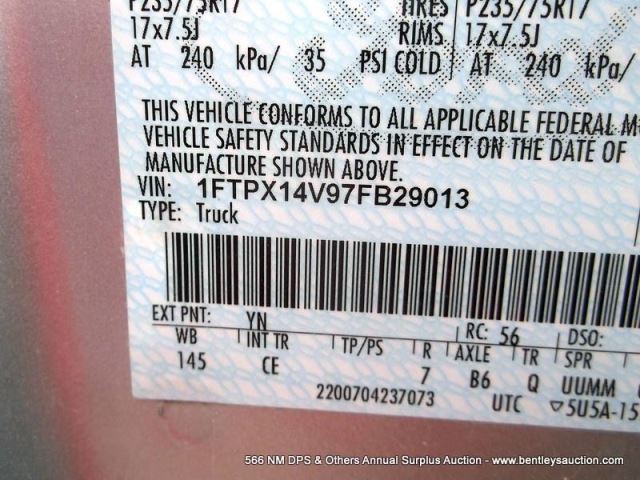 P235/75R17 TIRES P235/75R17
17x7.5J RIMS 17x7.5J
AT 240 kPa/ 35 PSI COLD AT 240 kPa/
THIS VEHICLE CONFORMS TO ALL APPLICABLE FEDERAL M
VEHICLE SAFETY STANDARDS IN EFFECT ON THE DATE OF
MANUFACTURE SHOWN ABOVE.
VIN: 1FTPX14V97FB29013
TYPE: Truck
EXT PNT: YN RC: 56 DSO:
WB INT TR TP/PS R AXLE TR SPR
145 CE 7 B6 Q UUMM
2200704237073 UTC ▽5U5A-15
566 NM DPS & Others Annual Surplus Auction - www.bentleysauction.com